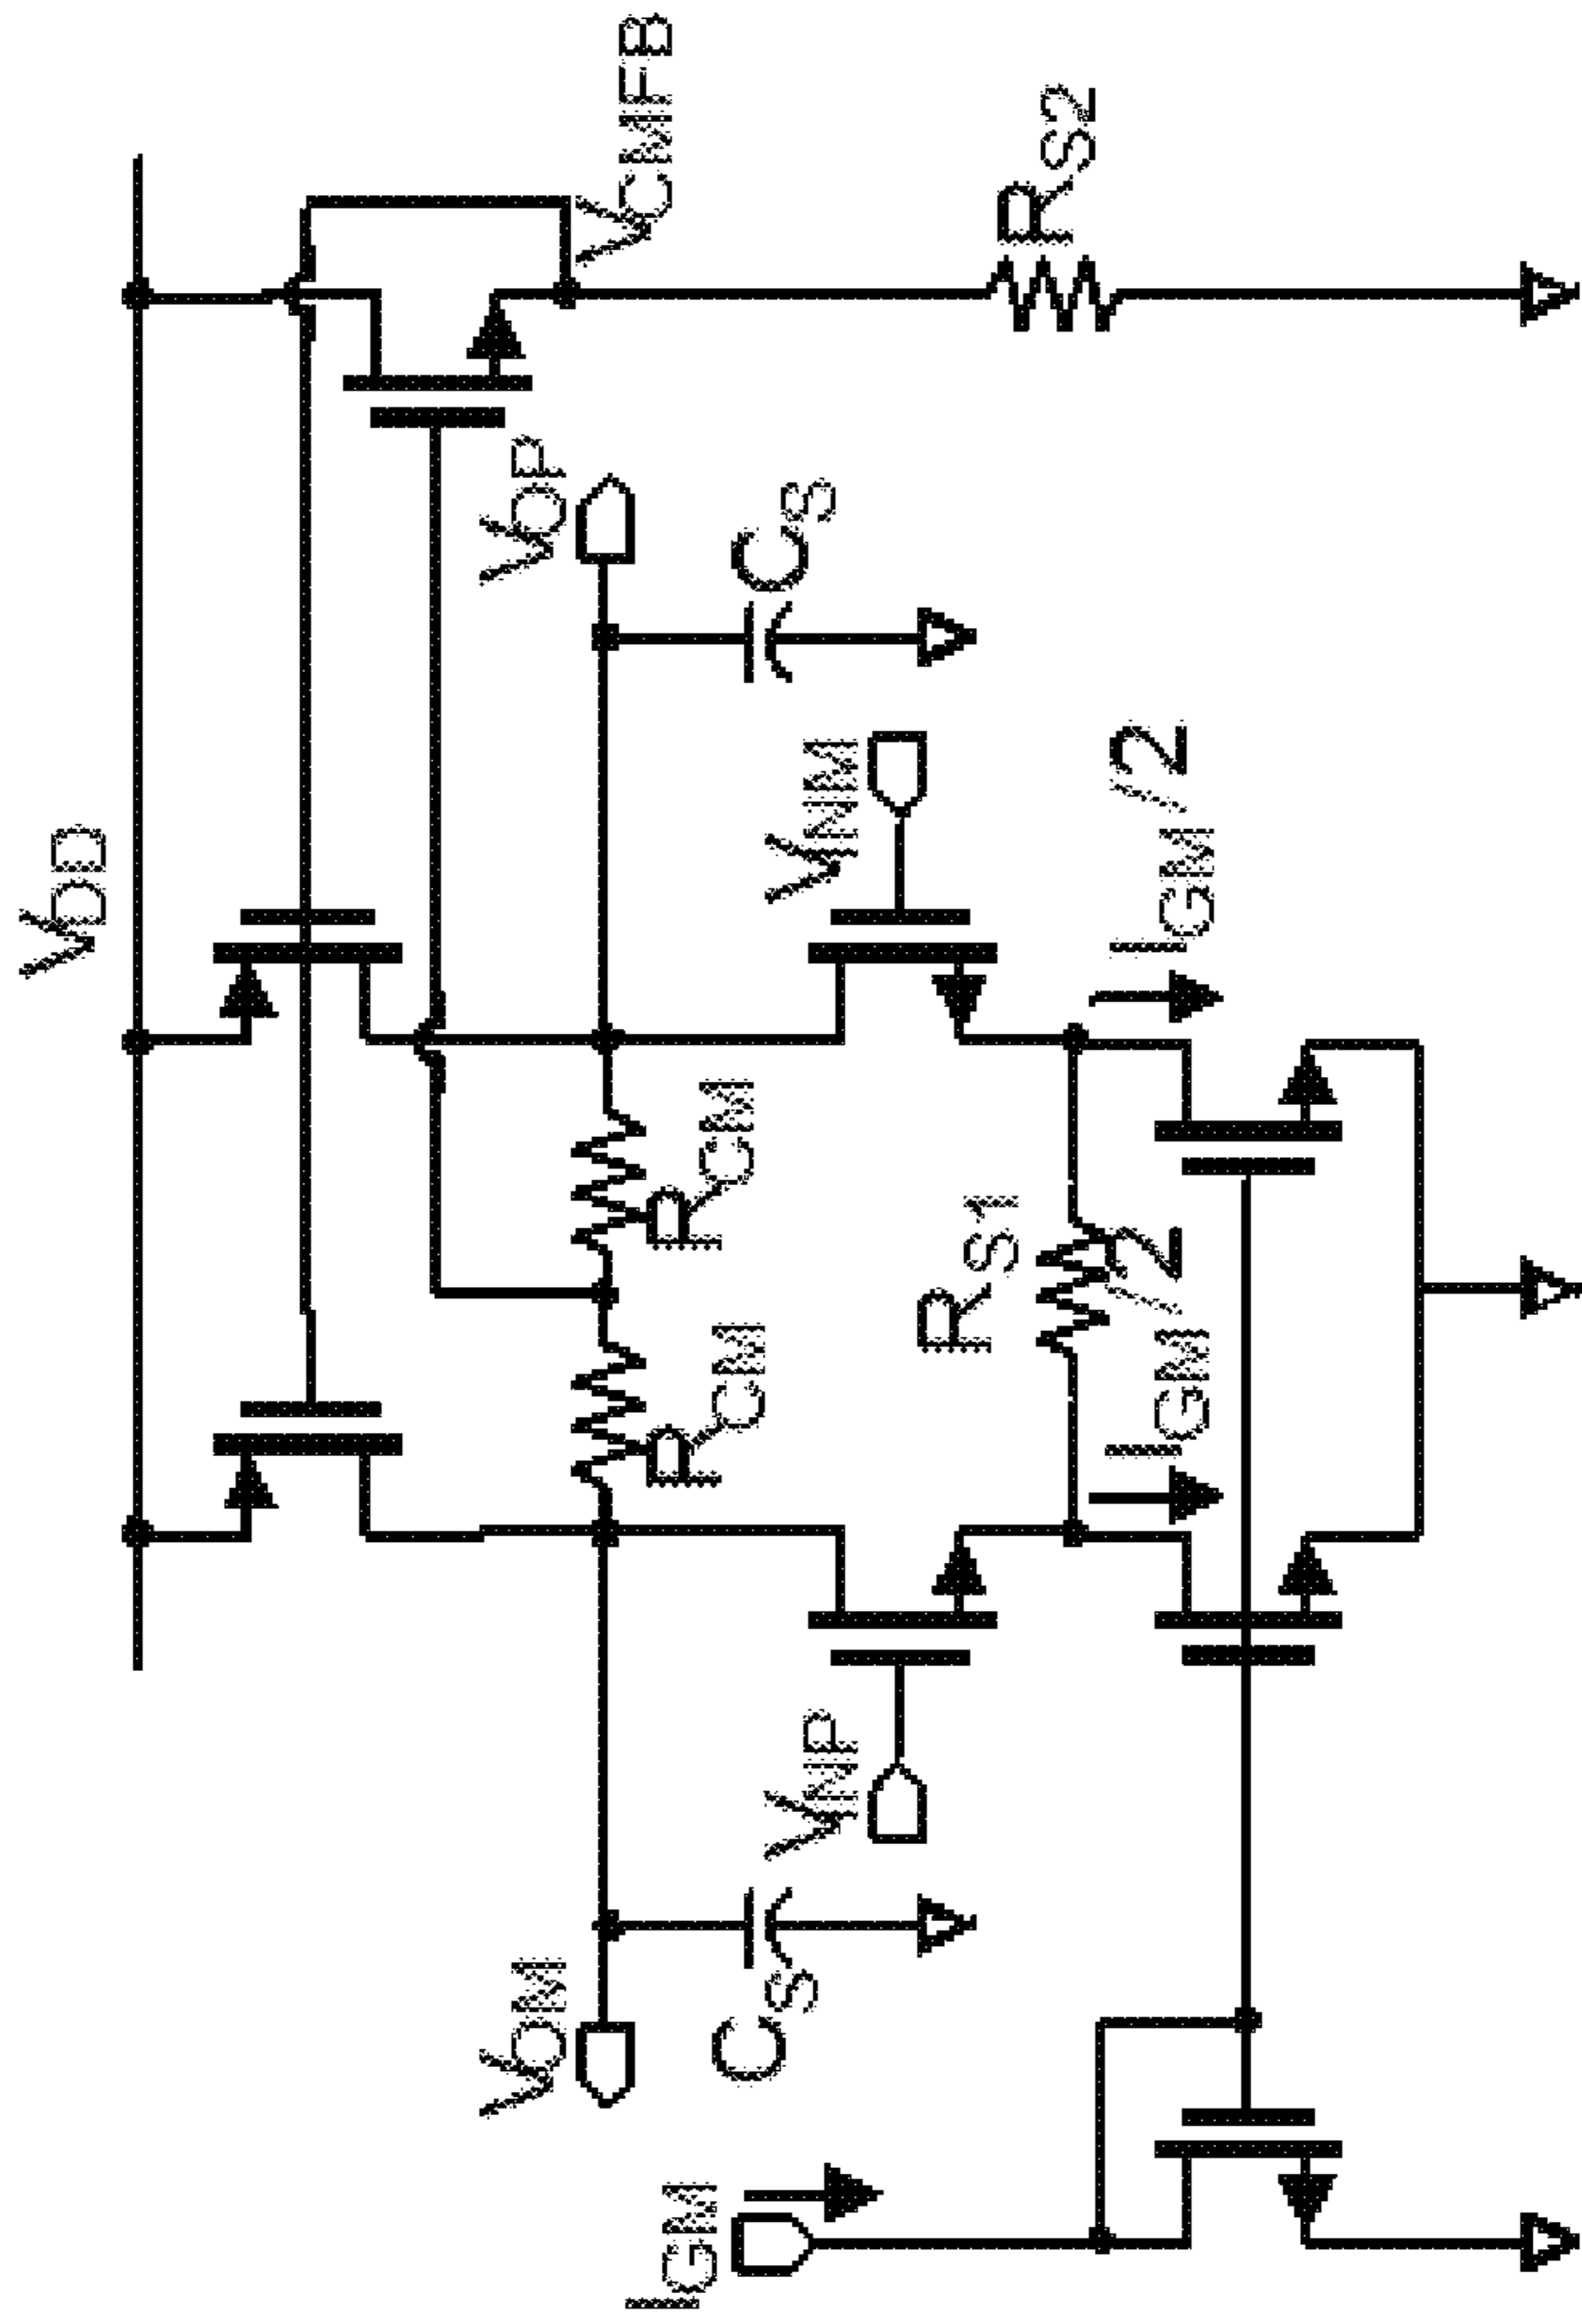 VDD
VCMFB
VOM
VOP
RCM
RCM
CS
CS
VINP
VINM
IGM
RS1
RS2
IGM/2
IGM/2